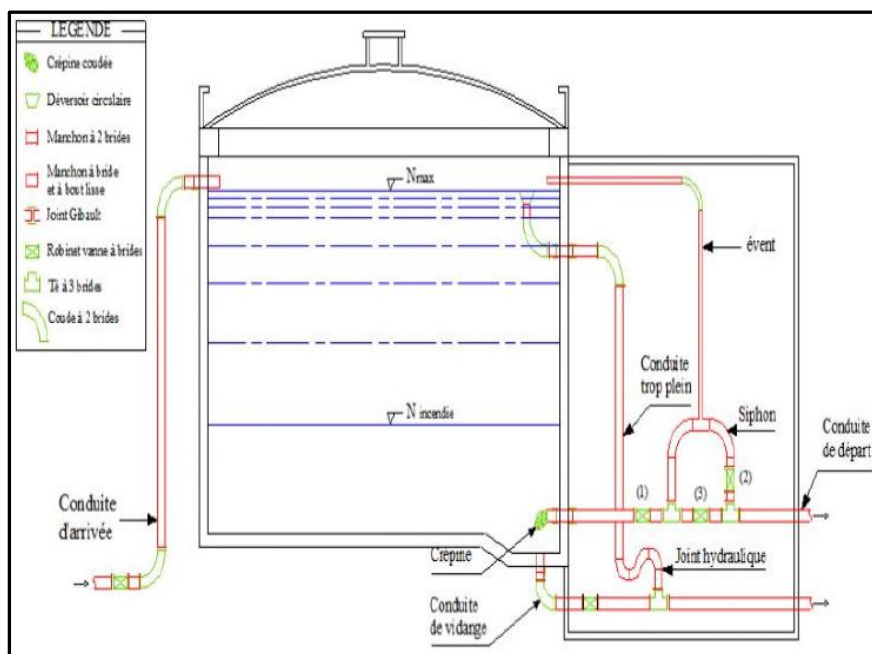 LEGENDE
Crépine coudée
Déversoir circulaire
Manchon à 2 brides
Manchon à bride
et à bout lisse
Joint Gibault
Robinet vanne à brides
Té à 3 brides
Coude à 2 brides
Nmax
évent
Conduite
trop plein
Siphon
Conduite
de départ
N incendie
(1)
(3)
(2)
Conduite
d'arrivée
Crépine
Joint hydraulique
Conduite
de vidange